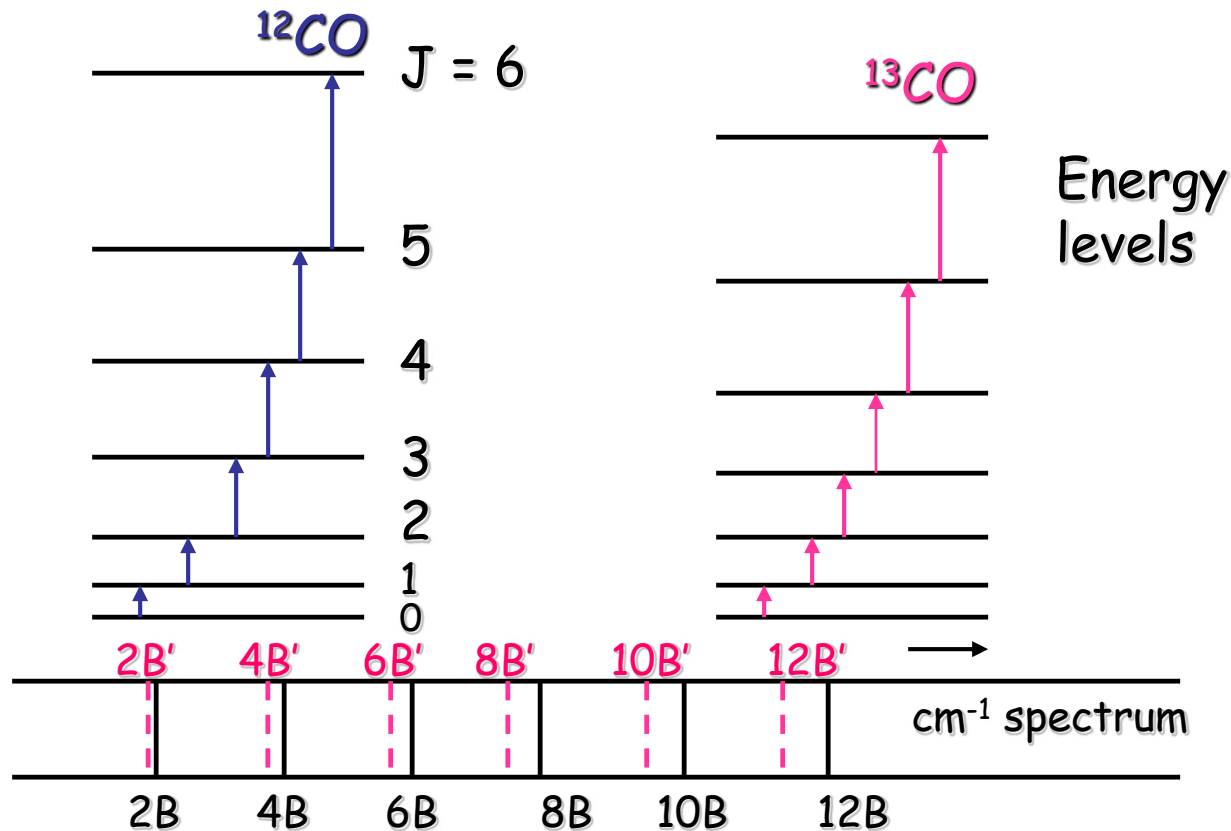 ¹²CO
J = 6
5
4
3
2
1
0
¹³CO
Energy
levels
2B′ 4B′ 6B′ 8B′ 10B′ 12B′
cm⁻¹ spectrum
2B 4B 6B 8B 10B 12B